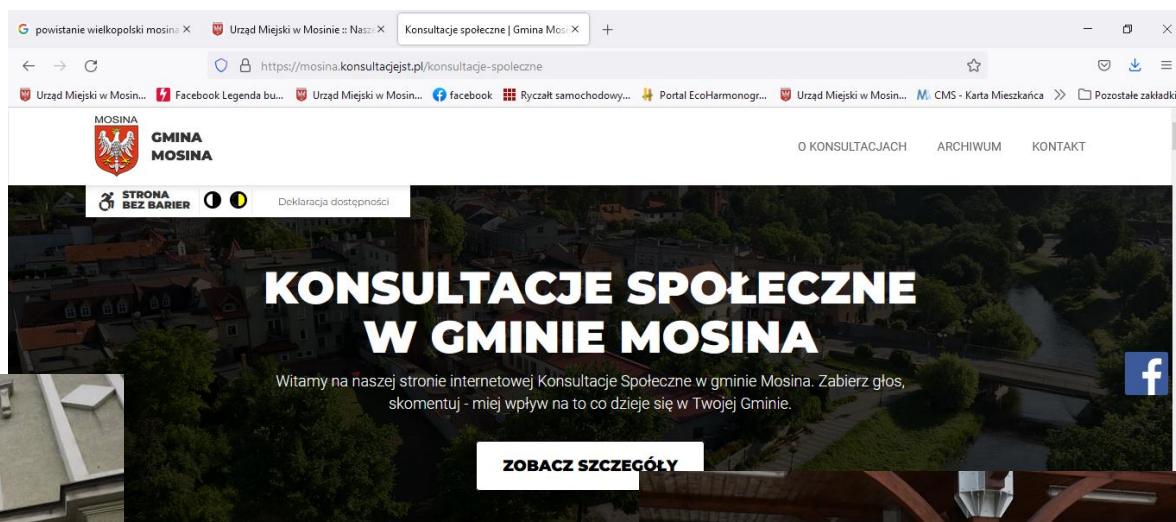 powistanie wielkopolski mosina
Urząd Miejski w Mosinie :: Nasz
Konsultacje społeczne | Gmina Mos
https://mosina.konsultacjejst.pl/konsultacje-spoleczne
Urząd Miejski w Mosin...
Facebook Legenda bu...
Urząd Miejski w Mosin...
facebook
Ryczałt samochodowy...
Portal EcoHarmonogr...
Urząd Miejski w Mosin...
CMS - Karta Mieszkańca
Pozostałe zakładki
MOSINA
GMINA
MOSINA
O KONSULTACJACH
ARCHIWUM
KONTAKT
STRONA
BEZ BARIER
Deklaracja dostępności
KONSULTACJE SPOŁECZNE
W GMINIE MOSINA
Witamy na naszej stronie internetowej Konsultacje Społeczne w gminie Mosina. Zabierz głos,
skomentuj - miej wpływ na to co dzieje się w Twojej Gminie.
ZOBACZ SZCZEGÓŁY